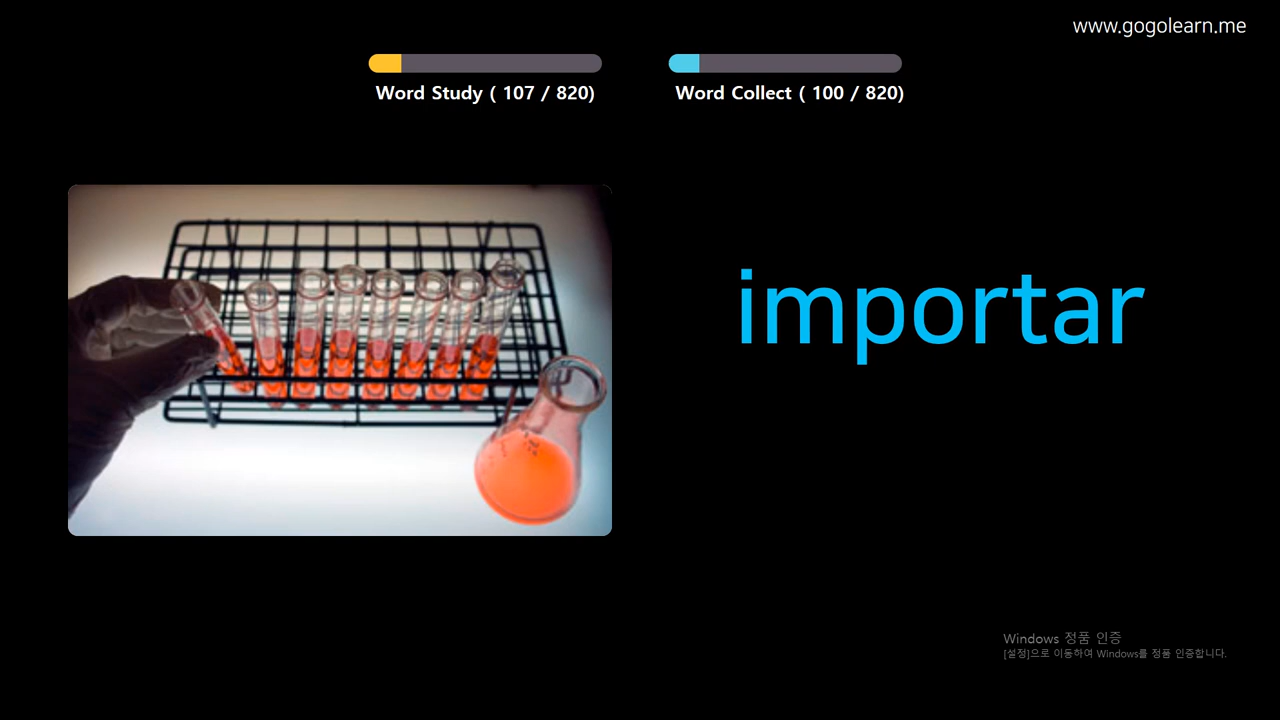 www.gogolearn.me
Word Study ( 107 / 820)
Word Collect ( 100 / 820)
importar
Windows 정품 인증
[설정]으로 이동하여 Windows를 정품 인증합니다.